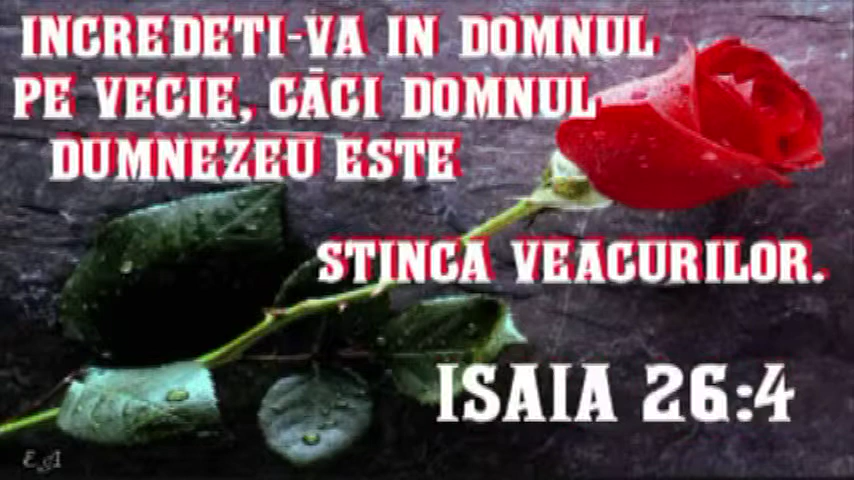 INCREDETI-VA IN DOMNUL
PE VECIE, CĂCI DOMNUL
DUMNEZEU ESTE
STINCA VEACURILOR.
ISAIA 26:4
E.A